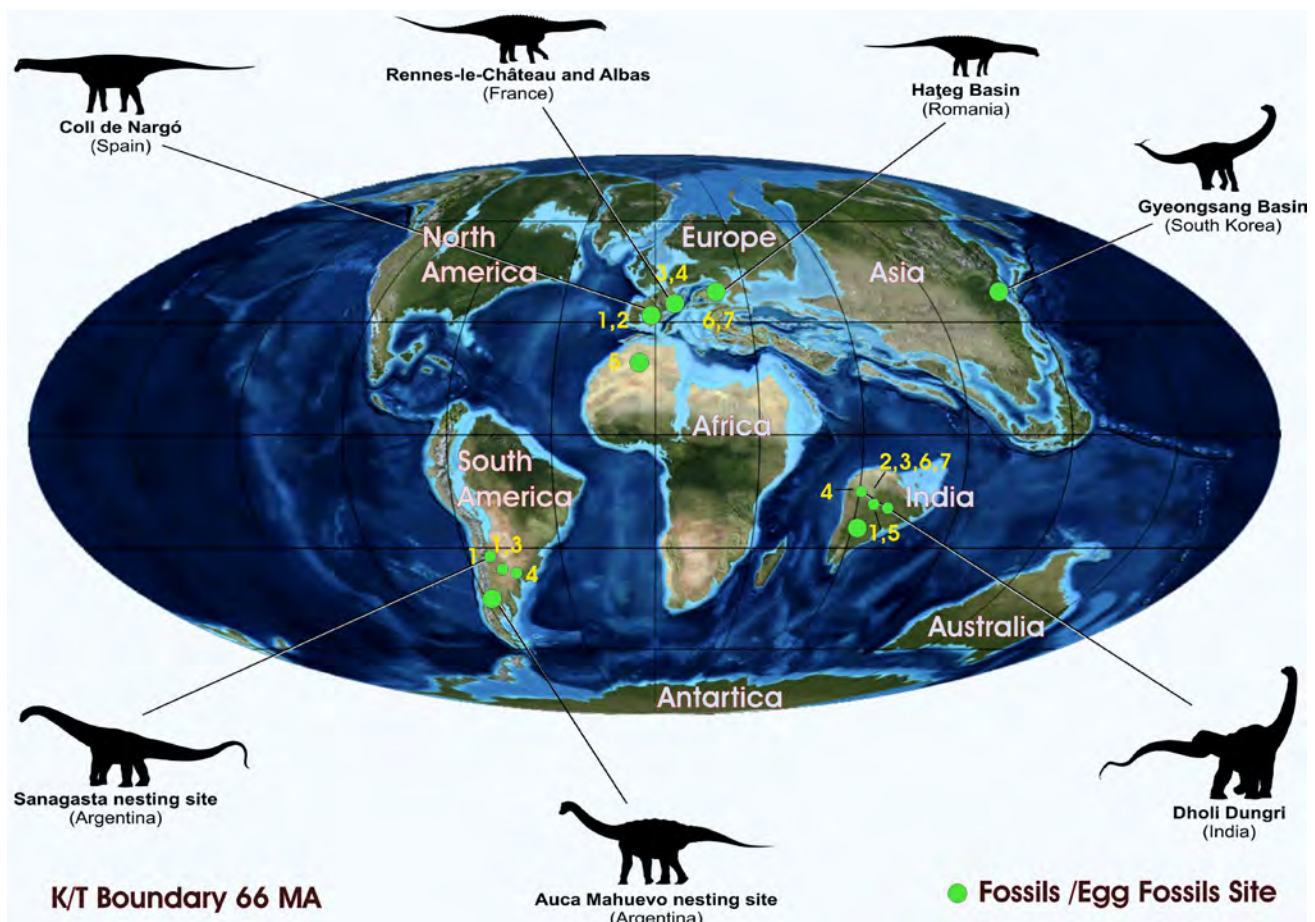 Rennes-le-Château and Albas
(France)
Haţeg Basin
(Romania)
Coll de Nargó
(Spain)
Gyeongsang Basin
(South Korea)
North
America
Europe
Asia
3,4
1,2
6,7
5
Africa
South
America
2,3,6,7
4
India
1,5
1
1,3
4
Australia
Antartica
Sanagasta nesting site
(Argentina)
Dholi Dungri
(India)
Auca Mahuevo nesting site
(Argentina)
K/T Boundary 66 MA
Fossils /Egg Fossils Site